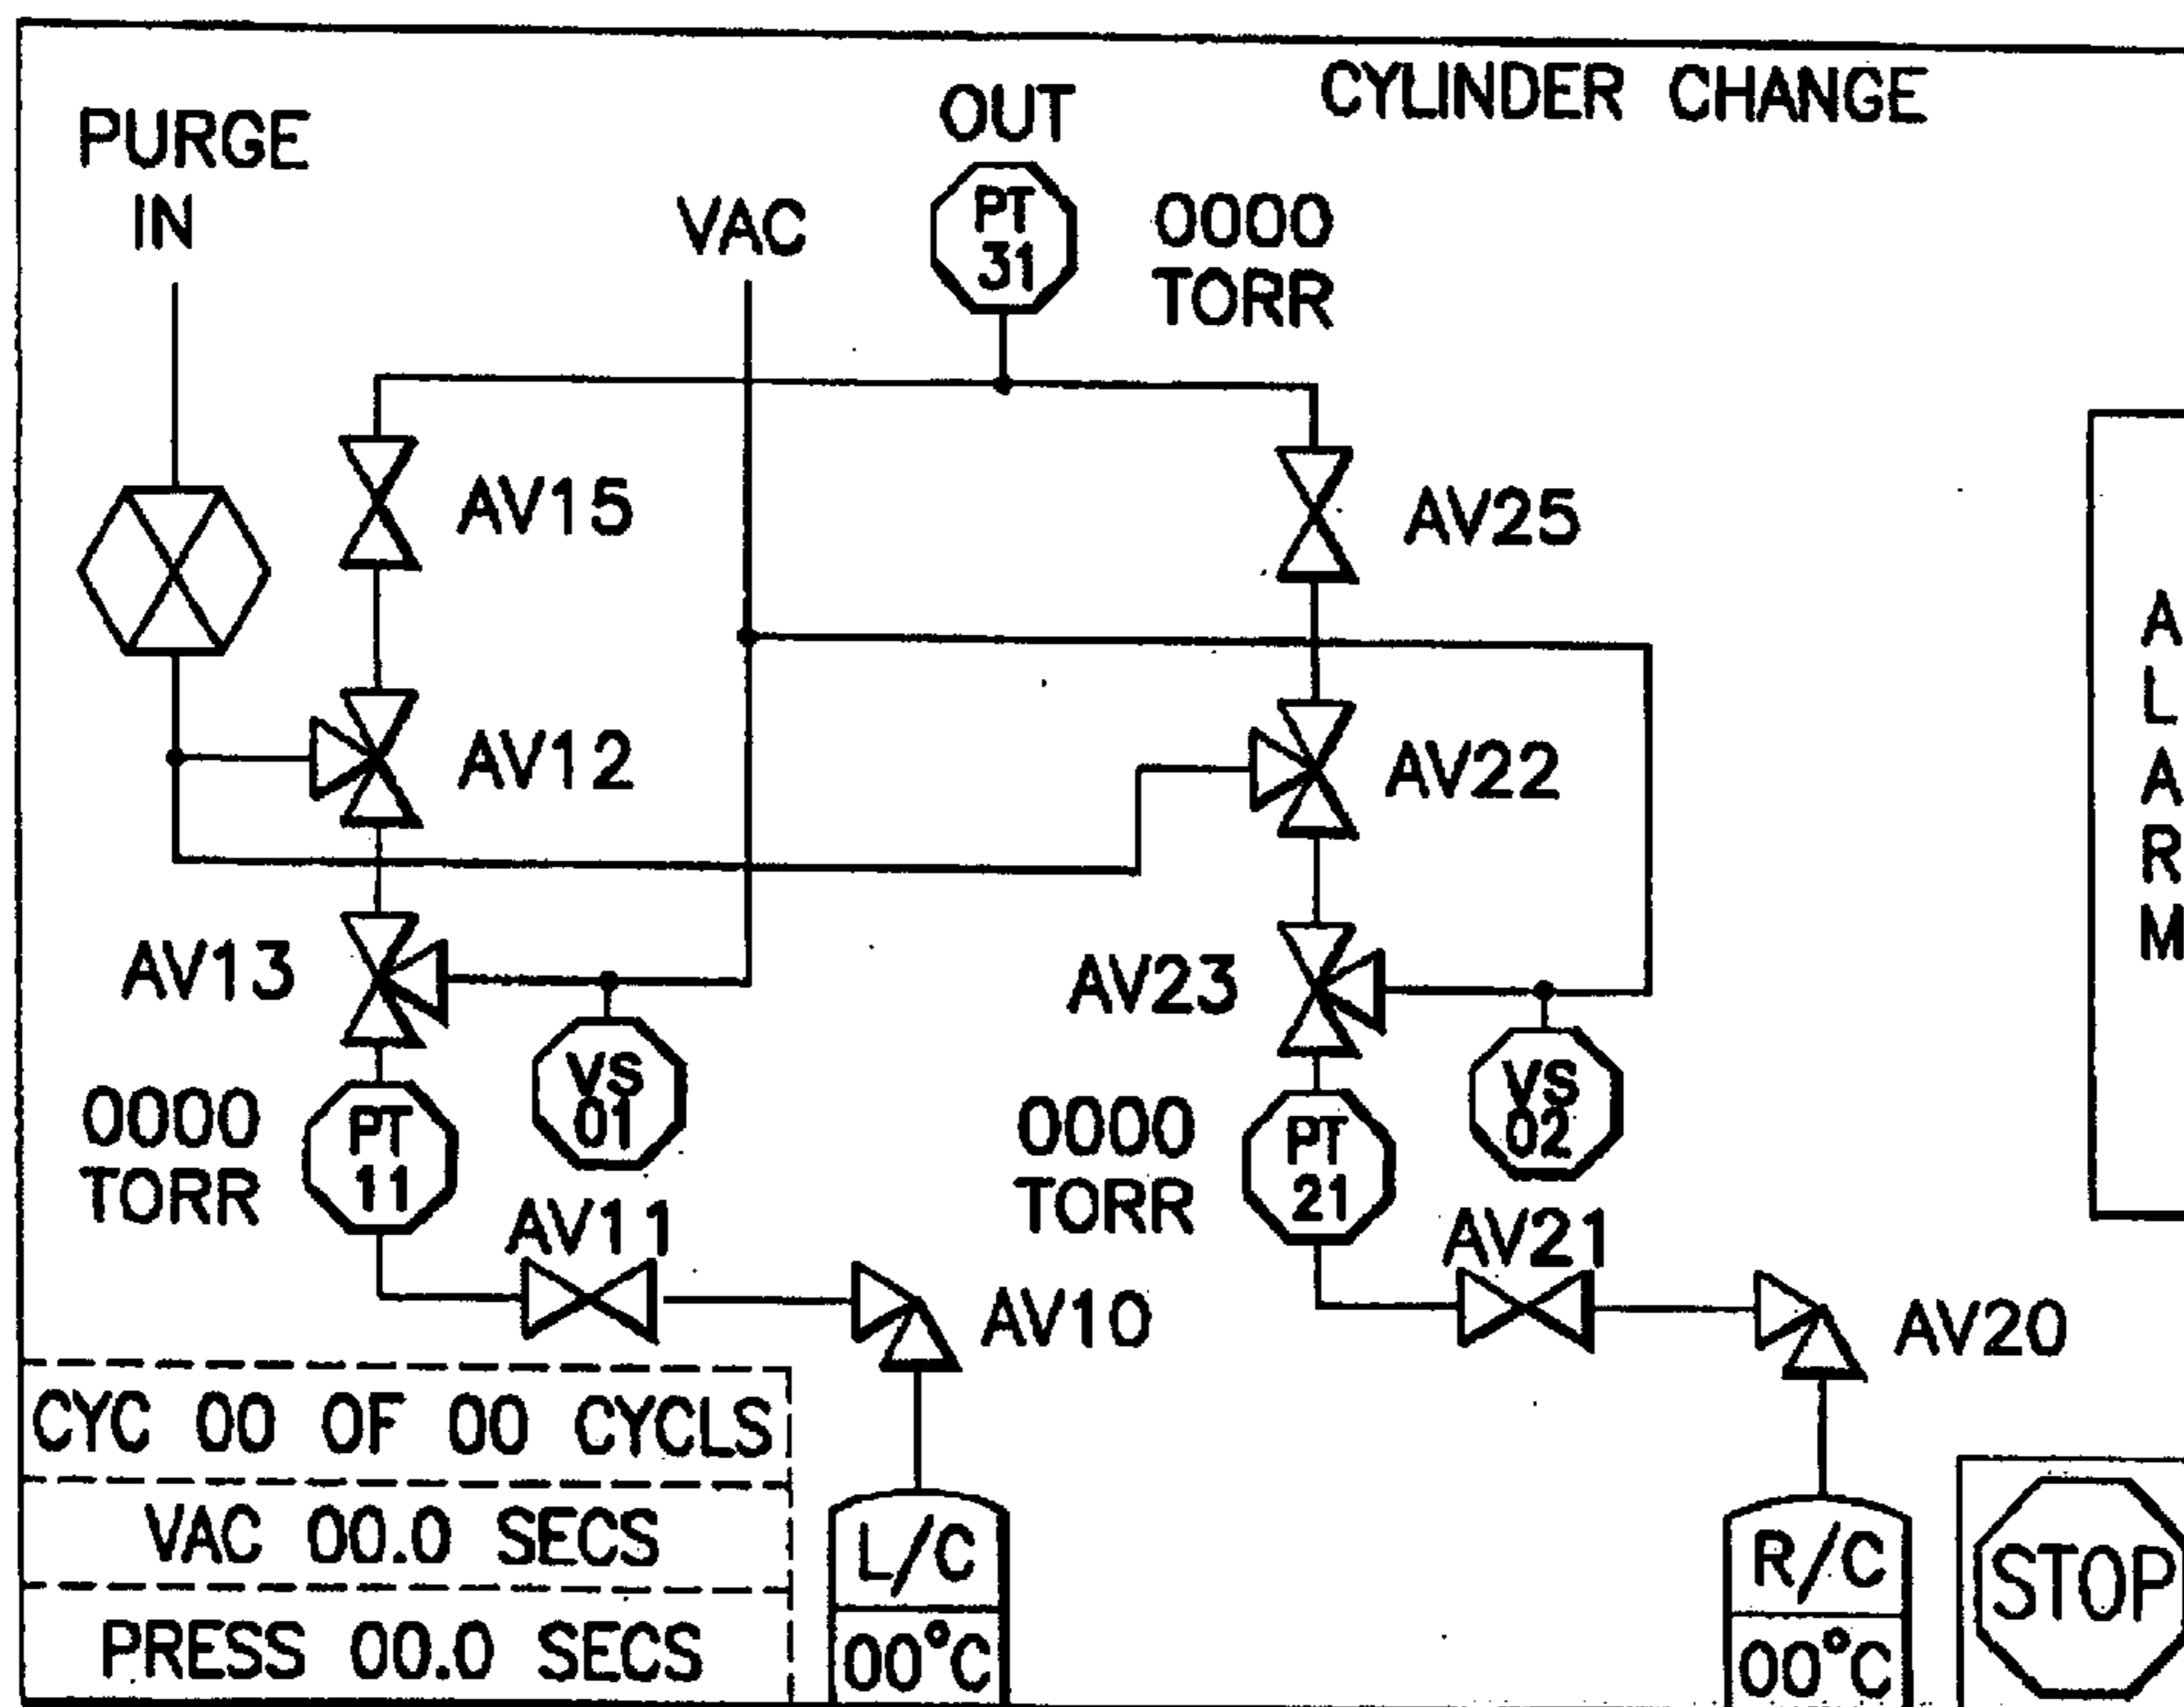 CYLINDER CHANGE
PURGE
IN
VAC
OUT
PT
31
0000
TORR
AV15
AV25
AV12
AV22
AV13
AV23
VS
01
VS
02
0000
TORR
PT
11
0000
TORR
PT
21
AV11
AV21
AV10
AV20
CYC 00 OF 00 CYCLS
VAC 00.0 SECS
PRESS 00.0 SECS
L/C
00°C
R/C
00°C
STOP
A
L
A
R
M